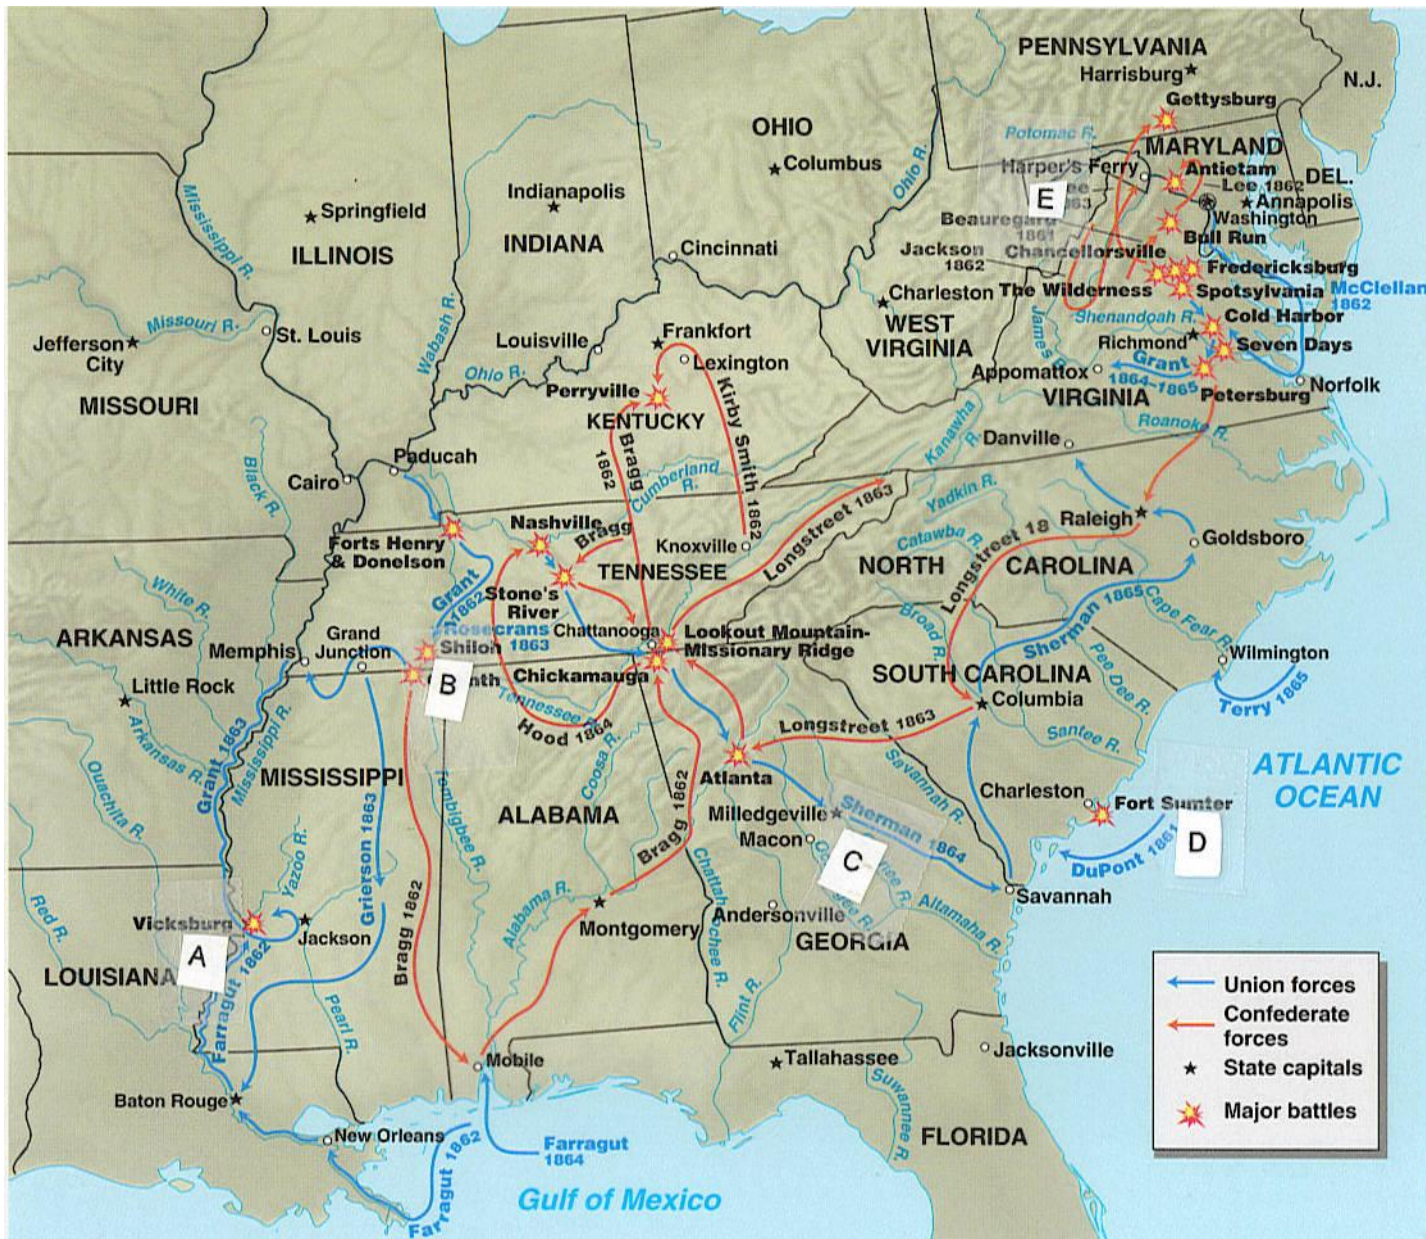 PENNSYLVANIA
Harrisburg
N.J.
Gettysburg
OHIO
Potomac R.
MARYLAND
Columbus
Harper's Ferry
Antietam
DEL.
Lee 1862
Annapolis
E
Ohio R.
Indianapolis
Springfield
Mississippi R.
Beauregard
1861
Washington
Bull Run
ILLINOIS
INDIANA
Cincinnati
Jackson
1862
Chancellorsville
Fredericksburg
Charleston
The Wilderness
Spotsylvania
McClellan
1862
WEST
VIRGINIA
Shenandoah R.
James R.
Cold Harbor
Richmond
Seven Days
Missouri R.
St. Louis
Jefferson
City
Wabash R.
Louisville
Frankfort
Lexington
Ohio R.
Appomattox
Grant
1864–1865
Petersburg
Norfolk
VIRGINIA
MISSOURI
Perryville
KENTUCKY
Kirby Smith 1862
Bragg
1862
Kanawha
R.
Roanoke R.
Danville
Paducah
Cairo
Black R.
Cumberland
R.
Longstreet 1863
Yadkin R.
Raleigh
Nashville
Bragg
Forts Henry
& Donelson
Knoxville
Catawba R.
Goldsboro
TENNESSEE
NORTH
CAROLINA
Longstreet 18
White R.
Grant
1862
Stone's
River
Broad R.
Cape Fear R.
Sherman 1865
ARKANSAS
Grand
Junction
Memphis
Rosecrans
1863
Shiloh
Chattanooga
Lookout Mountain-
Missionary Ridge
Pee Dee R.
Wilmington
Little Rock
B
Chickamauga
SOUTH CAROLINA
Columbia
Terry 1865
Tennessee R.
Hood 1864
Longstreet 1863
Santee R.
Arkansas R.
Grant 1863
Mississippi R.
Ouachita R.
MISSISSIPPI
Coosa R.
Atlanta
Savannah R.
ATLANTIC
OCEAN
Tombigbee R.
ALABAMA
Bragg 1862
Milledgeville
Sherman 1864
Charleston
Fort Sumter
Macon
C
D
DuPont 1861
Yazoo R.
Grierson 1863
Bragg 1862
Chattahoochee R.
Savannah
Red R.
Vicksburg
Jackson
Alabama R.
Montgomery
Andersonville
Altamaha R.
A
LOUISIANA
GEORGIA
Farragut 1862
Pearl R.
Flint R.
Union forces
Confederate
forces
State capitals
Major battles
Mobile
Tallahassee
Jacksonville
Suwannee R.
Baton Rouge
New Orleans
Farragut 1862
Farragut
1864
FLORIDA
Gulf of Mexico